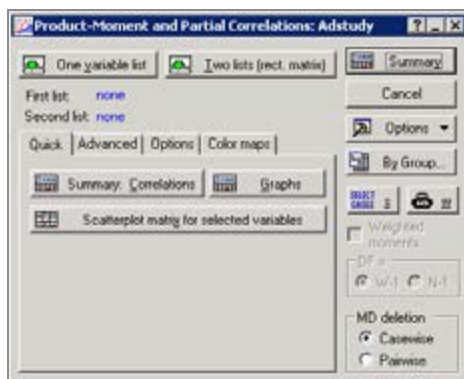 Product-Moment and Partial Correlations: Adstudy
One variable list
Two lists (rect. matrix)
Summary
Cancel
First list: none
Second list: none
Options
Quick
Advanced
Options
Color maps
By Group...
Summary: Correlations
Graphs
SELECT CASES S
W
Scatterplot matrix for selected variables
Weighted moments
DF =
W-1
N-1
MD deletion
Casewise
Pairwise